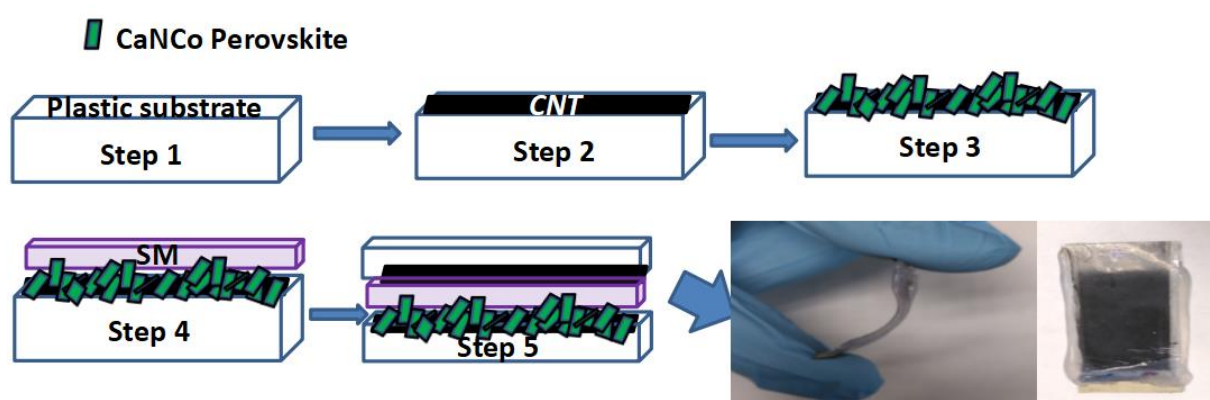 CaNCo Perovskite
Plastic substrate
Step 1
CNT
Step 2
Step 3
SM
Step 4
Step 5